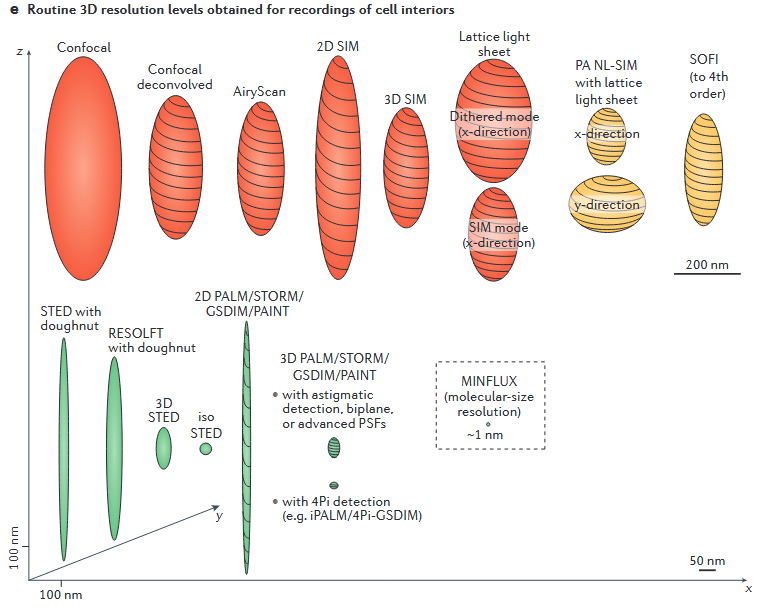 e Routine 3D resolution levels obtained for recordings of cell interiors
z
Confocal
Confocal
deconvolved
AiryScan
2D SIM
3D SIM
Lattice light
sheet
Dithered mode
(x-direction)
SIM mode
(x-direction)
PA NL-SIM
with lattice
light sheet
x-direction
y-direction
SOFI
(to 4th
order)
200 nm
STED with
doughnut
RESOLFT
with doughnut
3D
STED
iso
STED
2D PALM/STORM/
GSDIM/PAINT
3D PALM/STORM/
GSDIM/PAINT
• with astigmatic
detection, biplane,
or advanced PSFs
• with 4Pi detection
(e.g. iPALM/4Pi-GSDIM)
MINFLUX
(molecular-size
resolution)
~1 nm
y
100 nm
100 nm
50 nm
x